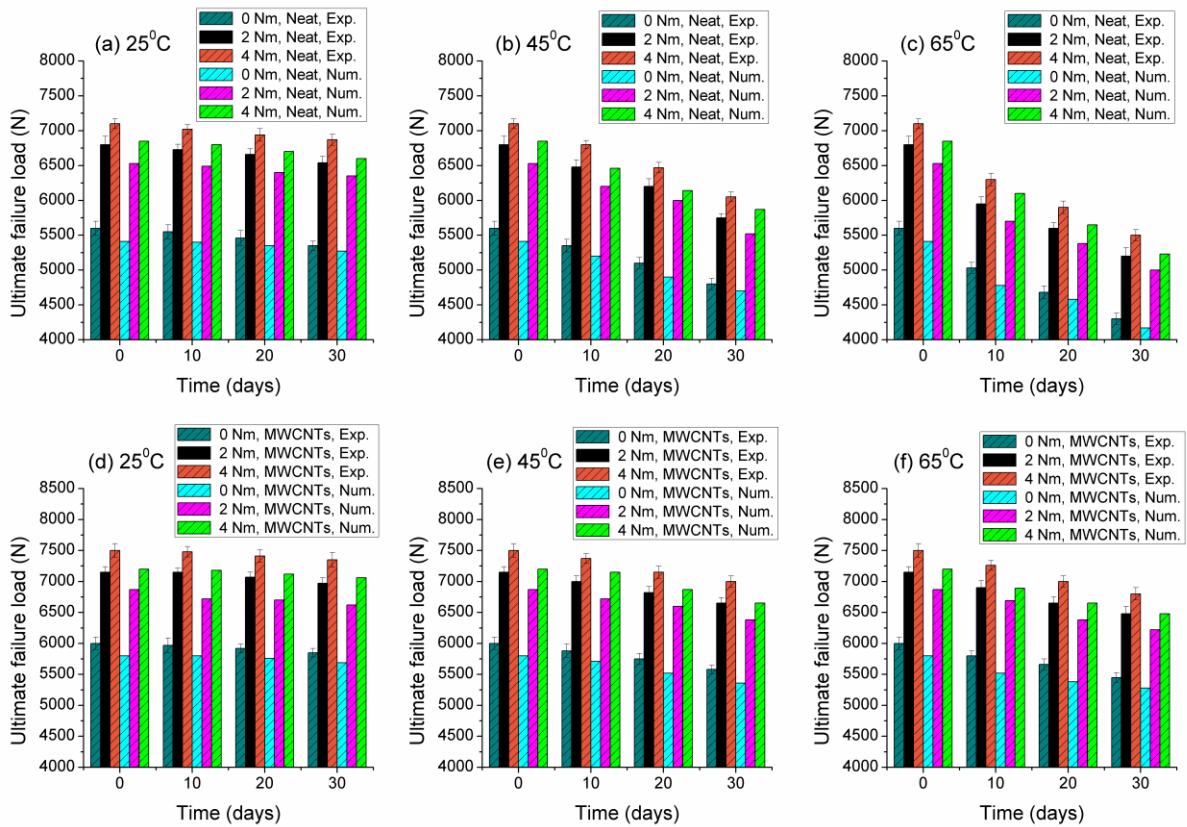 (a) 25⁰C
0 Nm, Neat, Exp.
2 Nm, Neat, Exp.
4 Nm, Neat, Exp.
0 Nm, Neat, Num.
2 Nm, Neat, Num.
4 Nm, Neat, Num.
Ultimate failure load (N)
8000
7500
7000
6500
6000
5500
5000
4500
4000
0 10 20 30
Time (days)
(b) 45⁰C
0 Nm, Neat, Exp.
2 Nm, Neat, Exp.
4 Nm, Neat, Exp.
0 Nm, Neat, Num.
2 Nm, Neat, Num.
4 Nm, Neat, Num.
Ultimate failure load (N)
8000
7500
7000
6500
6000
5500
5000
4500
4000
0 10 20 30
Time (days)
(c) 65⁰C
0 Nm, Neat, Exp.
2 Nm, Neat, Exp.
4 Nm, Neat, Exp.
0 Nm, Neat, Num.
2 Nm, Neat, Num.
4 Nm, Neat, Num.
Ultimate failure load (N)
8000
7500
7000
6500
6000
5500
5000
4500
4000
0 10 20 30
Time (days)
(d) 25⁰C
0 Nm, MWCNTs, Exp.
2 Nm, MWCNTs, Exp.
4 Nm, MWCNTs, Exp.
0 Nm, MWCNTs, Num.
2 Nm, MWCNTs, Num.
4 Nm, MWCNTs, Num.
Ultimate failure load (N)
8500
8000
7500
7000
6500
6000
5500
5000
4500
4000
0 10 20 30
Time (days)
(e) 45⁰C
0 Nm, MWCNTs, Exp.
2 Nm, MWCNTs, Exp.
4 Nm, MWCNTs, Exp.
0 Nm, MWCNTs, Num.
2 Nm, MWCNTs, Num.
4 Nm, MWCNTs, Num.
Ultimate failure load (N)
8500
8000
7500
7000
6500
6000
5500
5000
4500
4000
0 10 20 30
Time (days)
(f) 65⁰C
0 Nm, MWCNTs, Exp.
2 Nm, MWCNTs, Exp.
4 Nm, MWCNTs, Exp.
0 Nm, MWCNTs, Num.
2 Nm, MWCNTs, Num.
4 Nm, MWCNTs, Num.
Ultimate failure load (N)
8500
8000
7500
7000
6500
6000
5500
5000
4500
4000
0 10 20 30
Time (days)